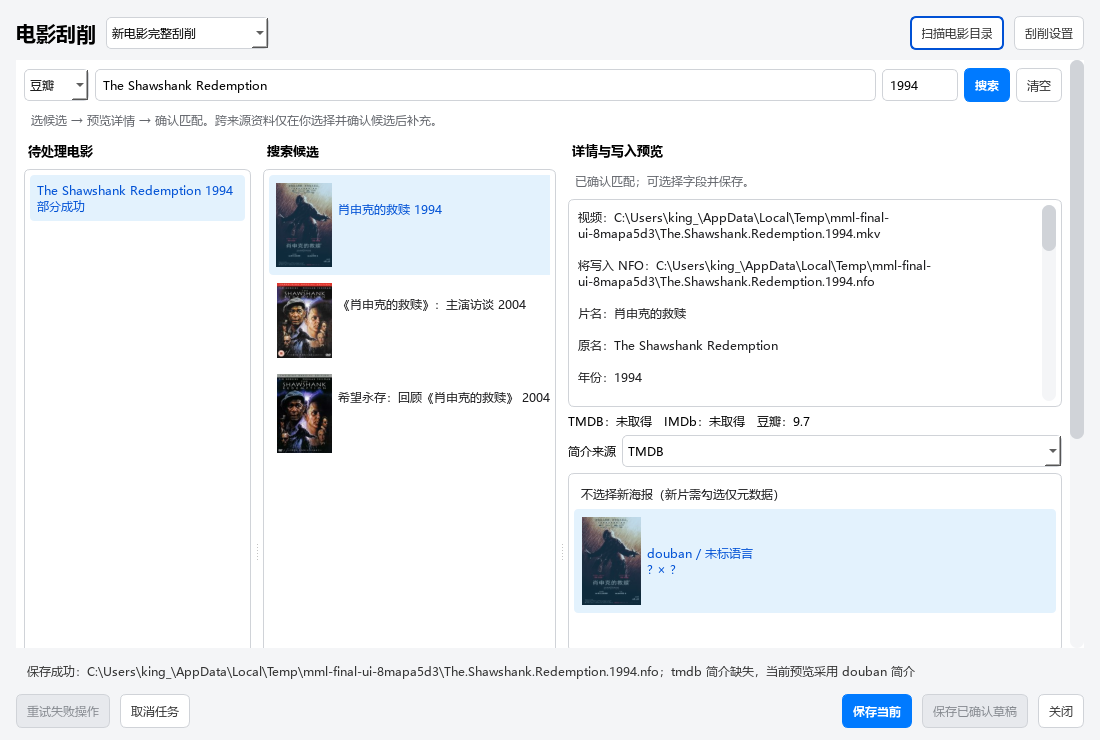 电影刮削
新电影完整刮削
扫描电影目录
刮削设置
豆瓣
The Shawshank Redemption
1994
搜索
清空
选候选 → 预览详情 → 确认匹配。跨来源资料仅在你选择并确认候选后补充。
待处理电影
The Shawshank Redemption 1994
部分成功
搜索候选
肖申克的救赎 1994
《肖申克的救赎》：主演访谈 2004
希望永存：回顾《肖申克的救赎》 2004
详情与写入预览
已确认匹配；可选择字段并保存。
视频：C:\Users\king_\AppData\Local\Temp\mml-final-
ui-8mapa5d3\The.Shawshank.Redemption.1994.mkv
将写入 NFO：C:\Users\king_\AppData\Local\Temp\mml-final-
ui-8mapa5d3\The.Shawshank.Redemption.1994.nfo
片名：肖申克的救赎
原名：The Shawshank Redemption
年份：1994
TMDB：未取得 IMDb：未取得 豆瓣：9.7
简介来源
TMDB
不选择新海报（新片需勾选仅元数据）
douban / 未标语言
? × ?
保存成功：C:\Users\king_\AppData\Local\Temp\mml-final-ui-8mapa5d3\The.Shawshank.Redemption.1994.nfo；tmdb 简介缺失，当前预览采用 douban 简介
重试失败操作
取消任务
保存当前
保存已确认草稿
关闭